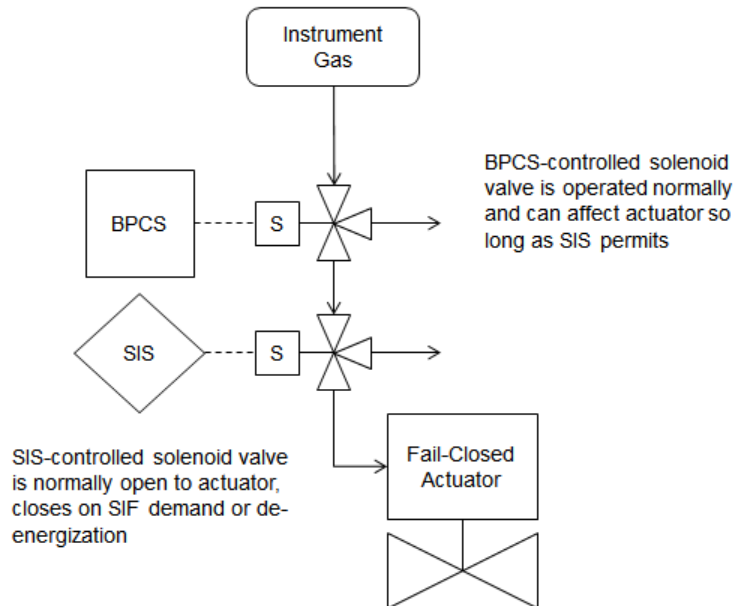 Instrument
Gas
BPCS-controlled solenoid
valve is operated normally
and can affect actuator so
long as SIS permits
BPCS
S
SIS
S
SIS-controlled solenoid valve
is normally open to actuator,
closes on SIF demand or de-
energization
Fail-Closed
Actuator